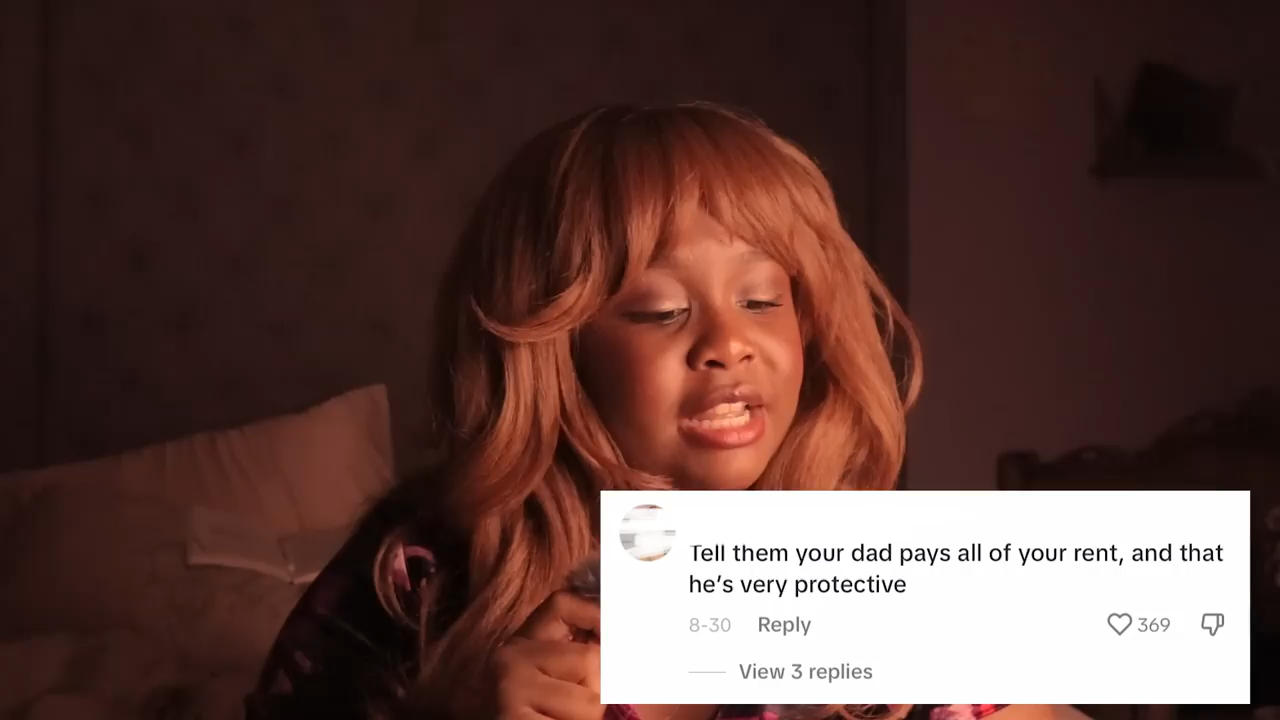 Tell them your dad pays all of your rent, and that
he's very protective
8-30 Reply 369
View 3 replies